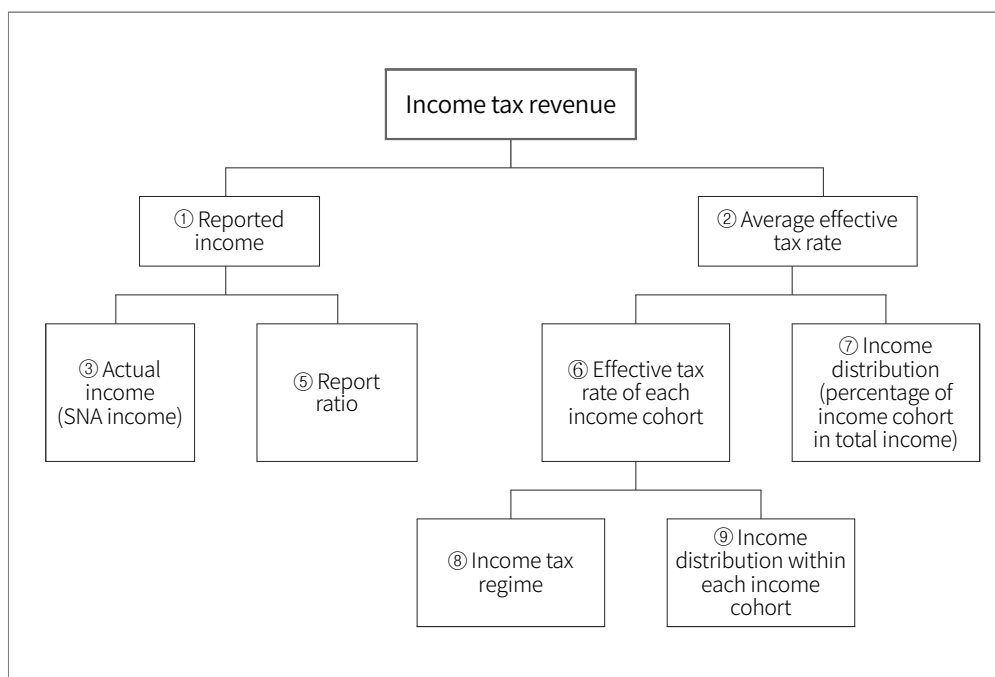 Income tax revenue
① Reported
income
② Average effective
tax rate
③ Actual
income
(SNA income)
⑤ Report
ratio
⑥ Effective tax
rate of each
income cohort
⑦ Income
distribution
(percentage of
income cohort
in total income)
⑧ Income tax
regime
⑨ Income
distribution within
each income
cohort